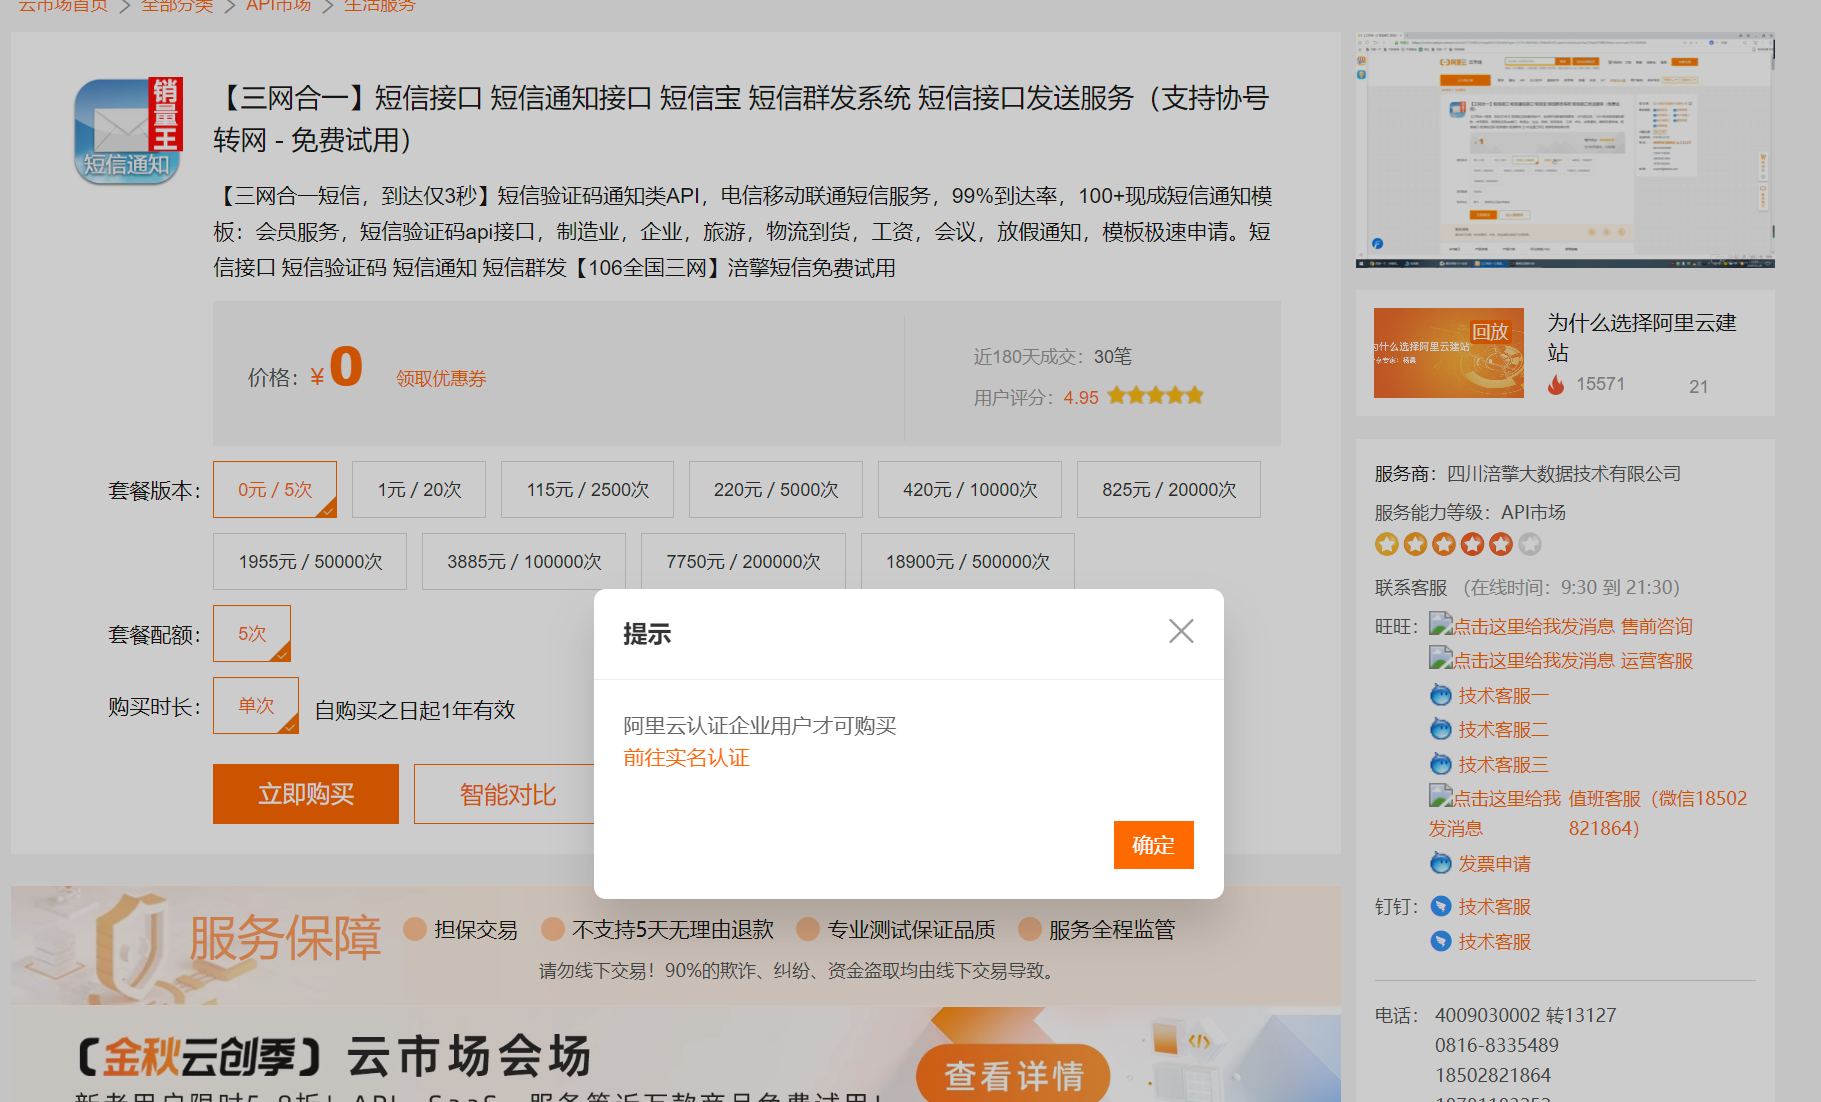 云市场首页 > 全部分类 > API市场 > 生活服务
销量王
短信通知
【三网合一】短信接口 短信通知接口 短信宝 短信群发系统 短信接口发送服务（支持协号
转网 - 免费试用）
【三网合一短信，到达仅3秒】短信验证码通知类API，电信移动联通短信服务，99%到达率，100+现成短信通知模
板：会员服务，短信验证码api接口，制造业，企业，旅游，物流到货，工资，会议，放假通知，模板极速申请。短
信接口 短信验证码 短信通知 短信群发【106全国三网】涪擎短信免费试用
价格：¥0 领取优惠券
近180天成交：30笔
用户评分：4.95
套餐版本：
0元 / 5次 1元 / 20次 115元 / 2500次 220元 / 5000次 420元 / 10000次 825元 / 20000次
1955元 / 50000次 3885元 / 100000次 7750元 / 200000次 18900元 / 500000次
套餐配额：5次
购买时长：单次 自购买之日起1年有效
立即购买 智能对比
提示
阿里云认证企业用户才可购买
前往实名认证
确定
服务保障 担保交易 不支持5天无理由退款 专业测试保证品质 服务全程监管
请勿线下交易！90%的欺诈、纠纷、资金盗取均由线下交易导致。
【金秋云创季】云市场会场
查看详情
回放
为什么选择阿里云建站
为什么选择阿里云建
站
15571 21
服务商：四川涪擎大数据技术有限公司
服务能力等级：API市场
联系客服 （在线时间：9:30 到 21:30）
旺旺：点击这里给我发消息 售前咨询
点击这里给我发消息 运营客服
技术客服一
技术客服二
技术客服三
点击这里给我 值班客服（微信18502
发消息 821864）
发票申请
钉钉：技术客服
技术客服
电话：4009030002 转13127
0816-8335489
18502821864